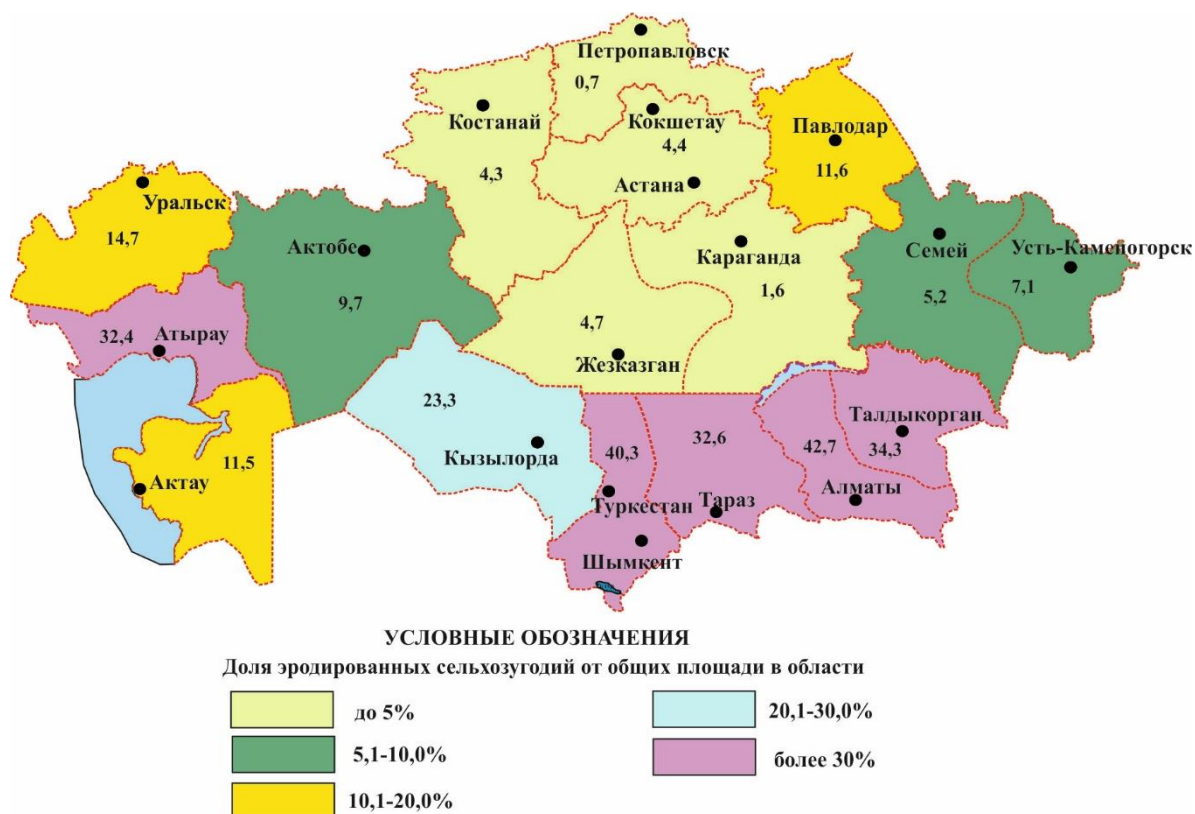 Петропавловск
0,7
Костанай
Кокшетау
Павлодар
4,4
4,3
Астана
11,6
Уральск
14,7
Актобе
Караганда
Семей
Усть-Каменогорск
9,7
1,6
5,2
7,1
32,4
Атырау
4,7
Жезказган
23,3
Талдыкорган
40,3
32,6
42,7
34,3
Кызылорда
11,5
Актау
Туркестан
Тараз
Алматы
Шымкент
УСЛОВНЫЕ ОБОЗНАЧЕНИЯ
Доля эродированных сельхозугодий от общих площади в области
до 5%
20,1-30,0%
5,1-10,0%
более 30%
10,1-20,0%